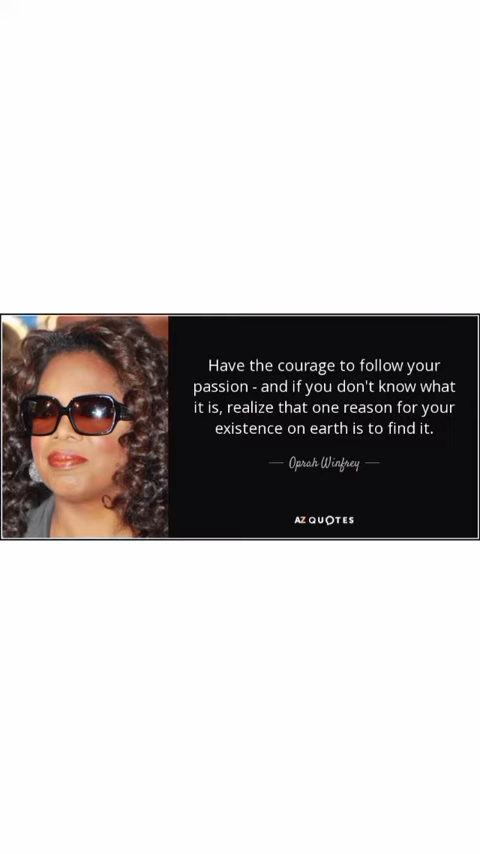 Have the courage to follow your
passion - and if you don't know what
it is, realize that one reason for your
existence on earth is to find it.
Oprah Winfrey
AZ QUOTES